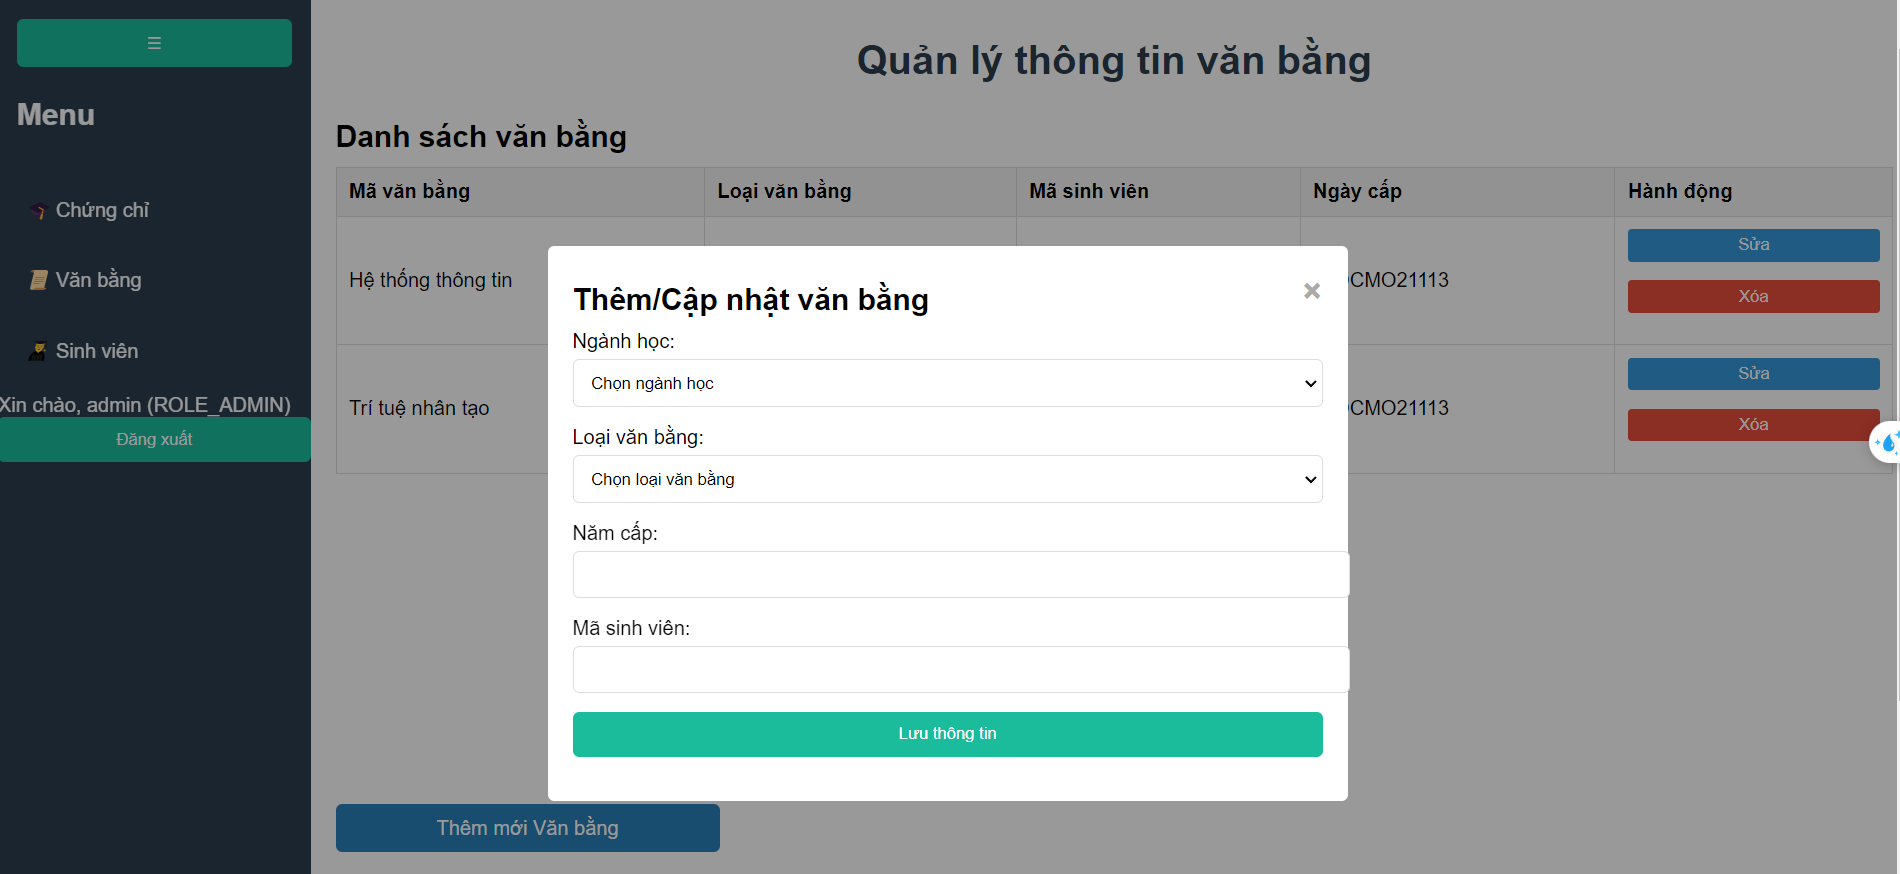 ☰
Menu
Chứng chỉ
Văn bằng
Sinh viên
Xin chào, admin (ROLE_ADMIN)
Đăng xuất
Quản lý thông tin văn bằng
Danh sách văn bằng
Mã văn bằng Loại văn bằng Mã sinh viên Ngày cấp Hành động
Hệ thống thông tin CMO21113 Sửa
Xóa
Trí tuệ nhân tạo CMO21113 Sửa
Xóa
Thêm/Cập nhật văn bằng ×
Ngành học:
Chọn ngành học
Loại văn bằng:
Chọn loại văn bằng
Năm cấp:
Mã sinh viên:
Lưu thông tin
Thêm mới Văn bằng